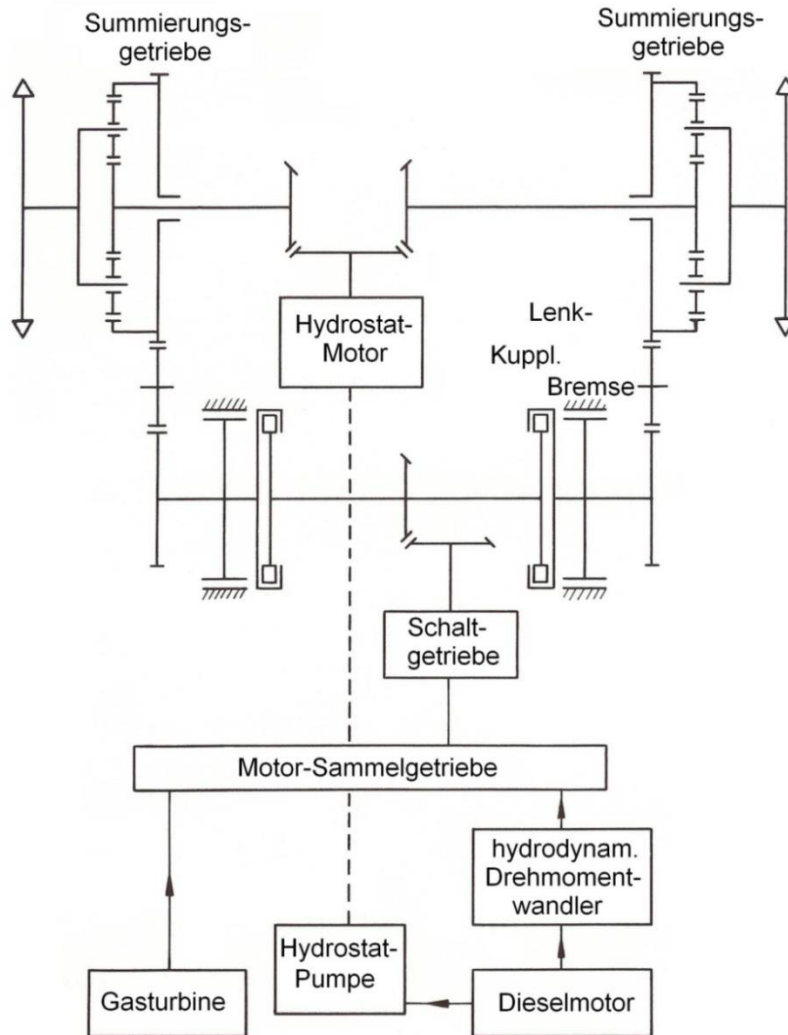 Summierungs-
getriebe
Summierungs-
getriebe
Hydrostat-
Motor
Lenk-
Kuppl.
Bremse
Schalt-
getriebe
Motor-Sammelgetriebe
hydrodynam.
Drehmoment-
wandler
Hydrostat-
Pumpe
Gasturbine
Dieselmotor